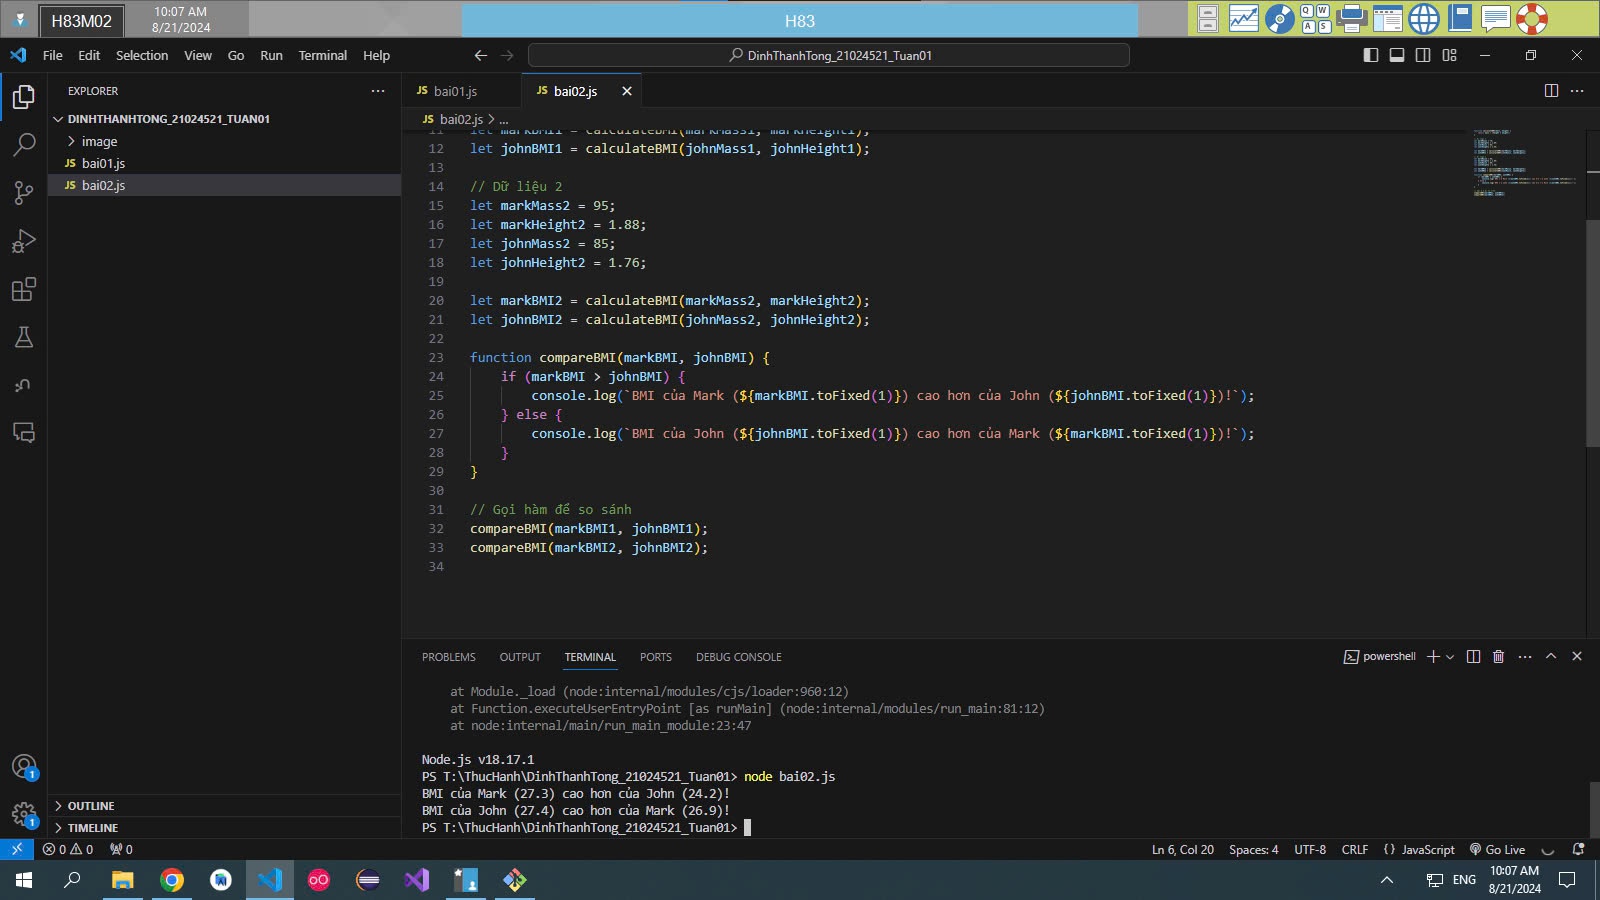 H83M02
10:07 AM
8/21/2024
H83
Q W
A S
File Edit Selection View Go Run Terminal Help
DinhThanhTong_21024521_Tuan01
EXPLORER
DINHTHANHTONG_21024521_TUAN01
image
JS bai01.js
JS bai02.js
OUTLINE
TIMELINE
JS bai01.js
JS bai02.js
JS bai02.js > ...
11 let markBMI1 = calculateBMI(markMass1, markHeight1);
12 let johnBMI1 = calculateBMI(johnMass1, johnHeight1);
13
14 // Dữ liệu 2
15 let markMass2 = 95;
16 let markHeight2 = 1.88;
17 let johnMass2 = 85;
18 let johnHeight2 = 1.76;
19
20 let markBMI2 = calculateBMI(markMass2, markHeight2);
21 let johnBMI2 = calculateBMI(johnMass2, johnHeight2);
22
23 function compareBMI(markBMI, johnBMI) {
24 if (markBMI > johnBMI) {
25 console.log(`BMI của Mark (${markBMI.toFixed(1)}) cao hơn của John (${johnBMI.toFixed(1)})!`);
26 } else {
27 console.log(`BMI của John (${johnBMI.toFixed(1)}) cao hơn của Mark (${markBMI.toFixed(1)})!`);
28 }
29 }
30
31 // Gọi hàm để so sánh
32 compareBMI(markBMI1, johnBMI1);
33 compareBMI(markBMI2, johnBMI2);
34
PROBLEMS OUTPUT TERMINAL PORTS DEBUG CONSOLE
powershell
at Module._load (node:internal/modules/cjs/loader:960:12)
at Function.executeUserEntryPoint [as runMain] (node:internal/modules/run_main:81:12)
at node:internal/main/run_main_module:23:47
Node.js v18.17.1
PS T:\ThucHanh\DinhThanhTong_21024521_Tuan01> node bai02.js
BMI của Mark (27.3) cao hơn của John (24.2)!
BMI của John (27.4) cao hơn của Mark (26.9)!
PS T:\ThucHanh\DinhThanhTong_21024521_Tuan01>
1
1
0 0 0
Ln 6, Col 20 Spaces: 4 UTF-8 CRLF {} JavaScript Go Live
ENG
10:07 AM
8/21/2024